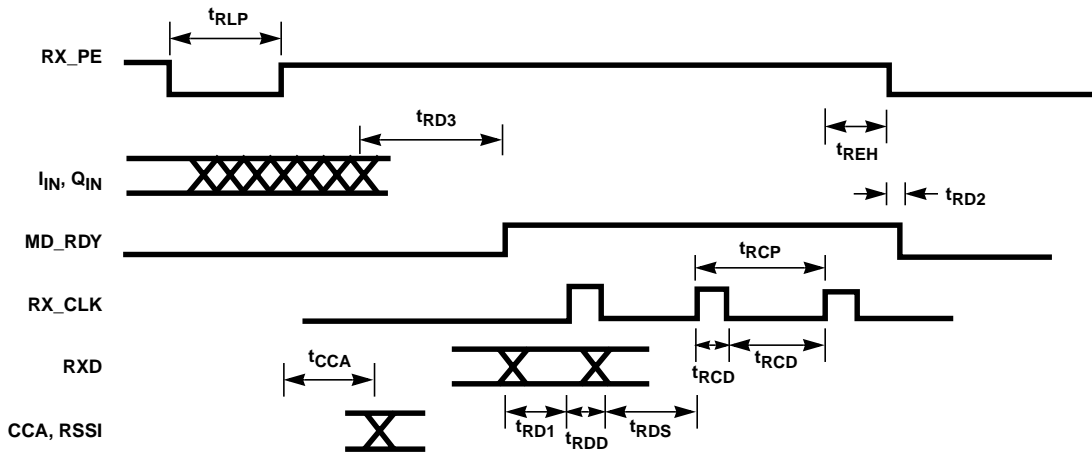 tRLP
RX_PE
tRD3
tREH
IIN, QIN
tRD2
MD_RDY
tRCP
RX_CLK
tCCA
RXD
tRCD
tRCD
CCA, RSSI
tRD1
tRDD
tRDS